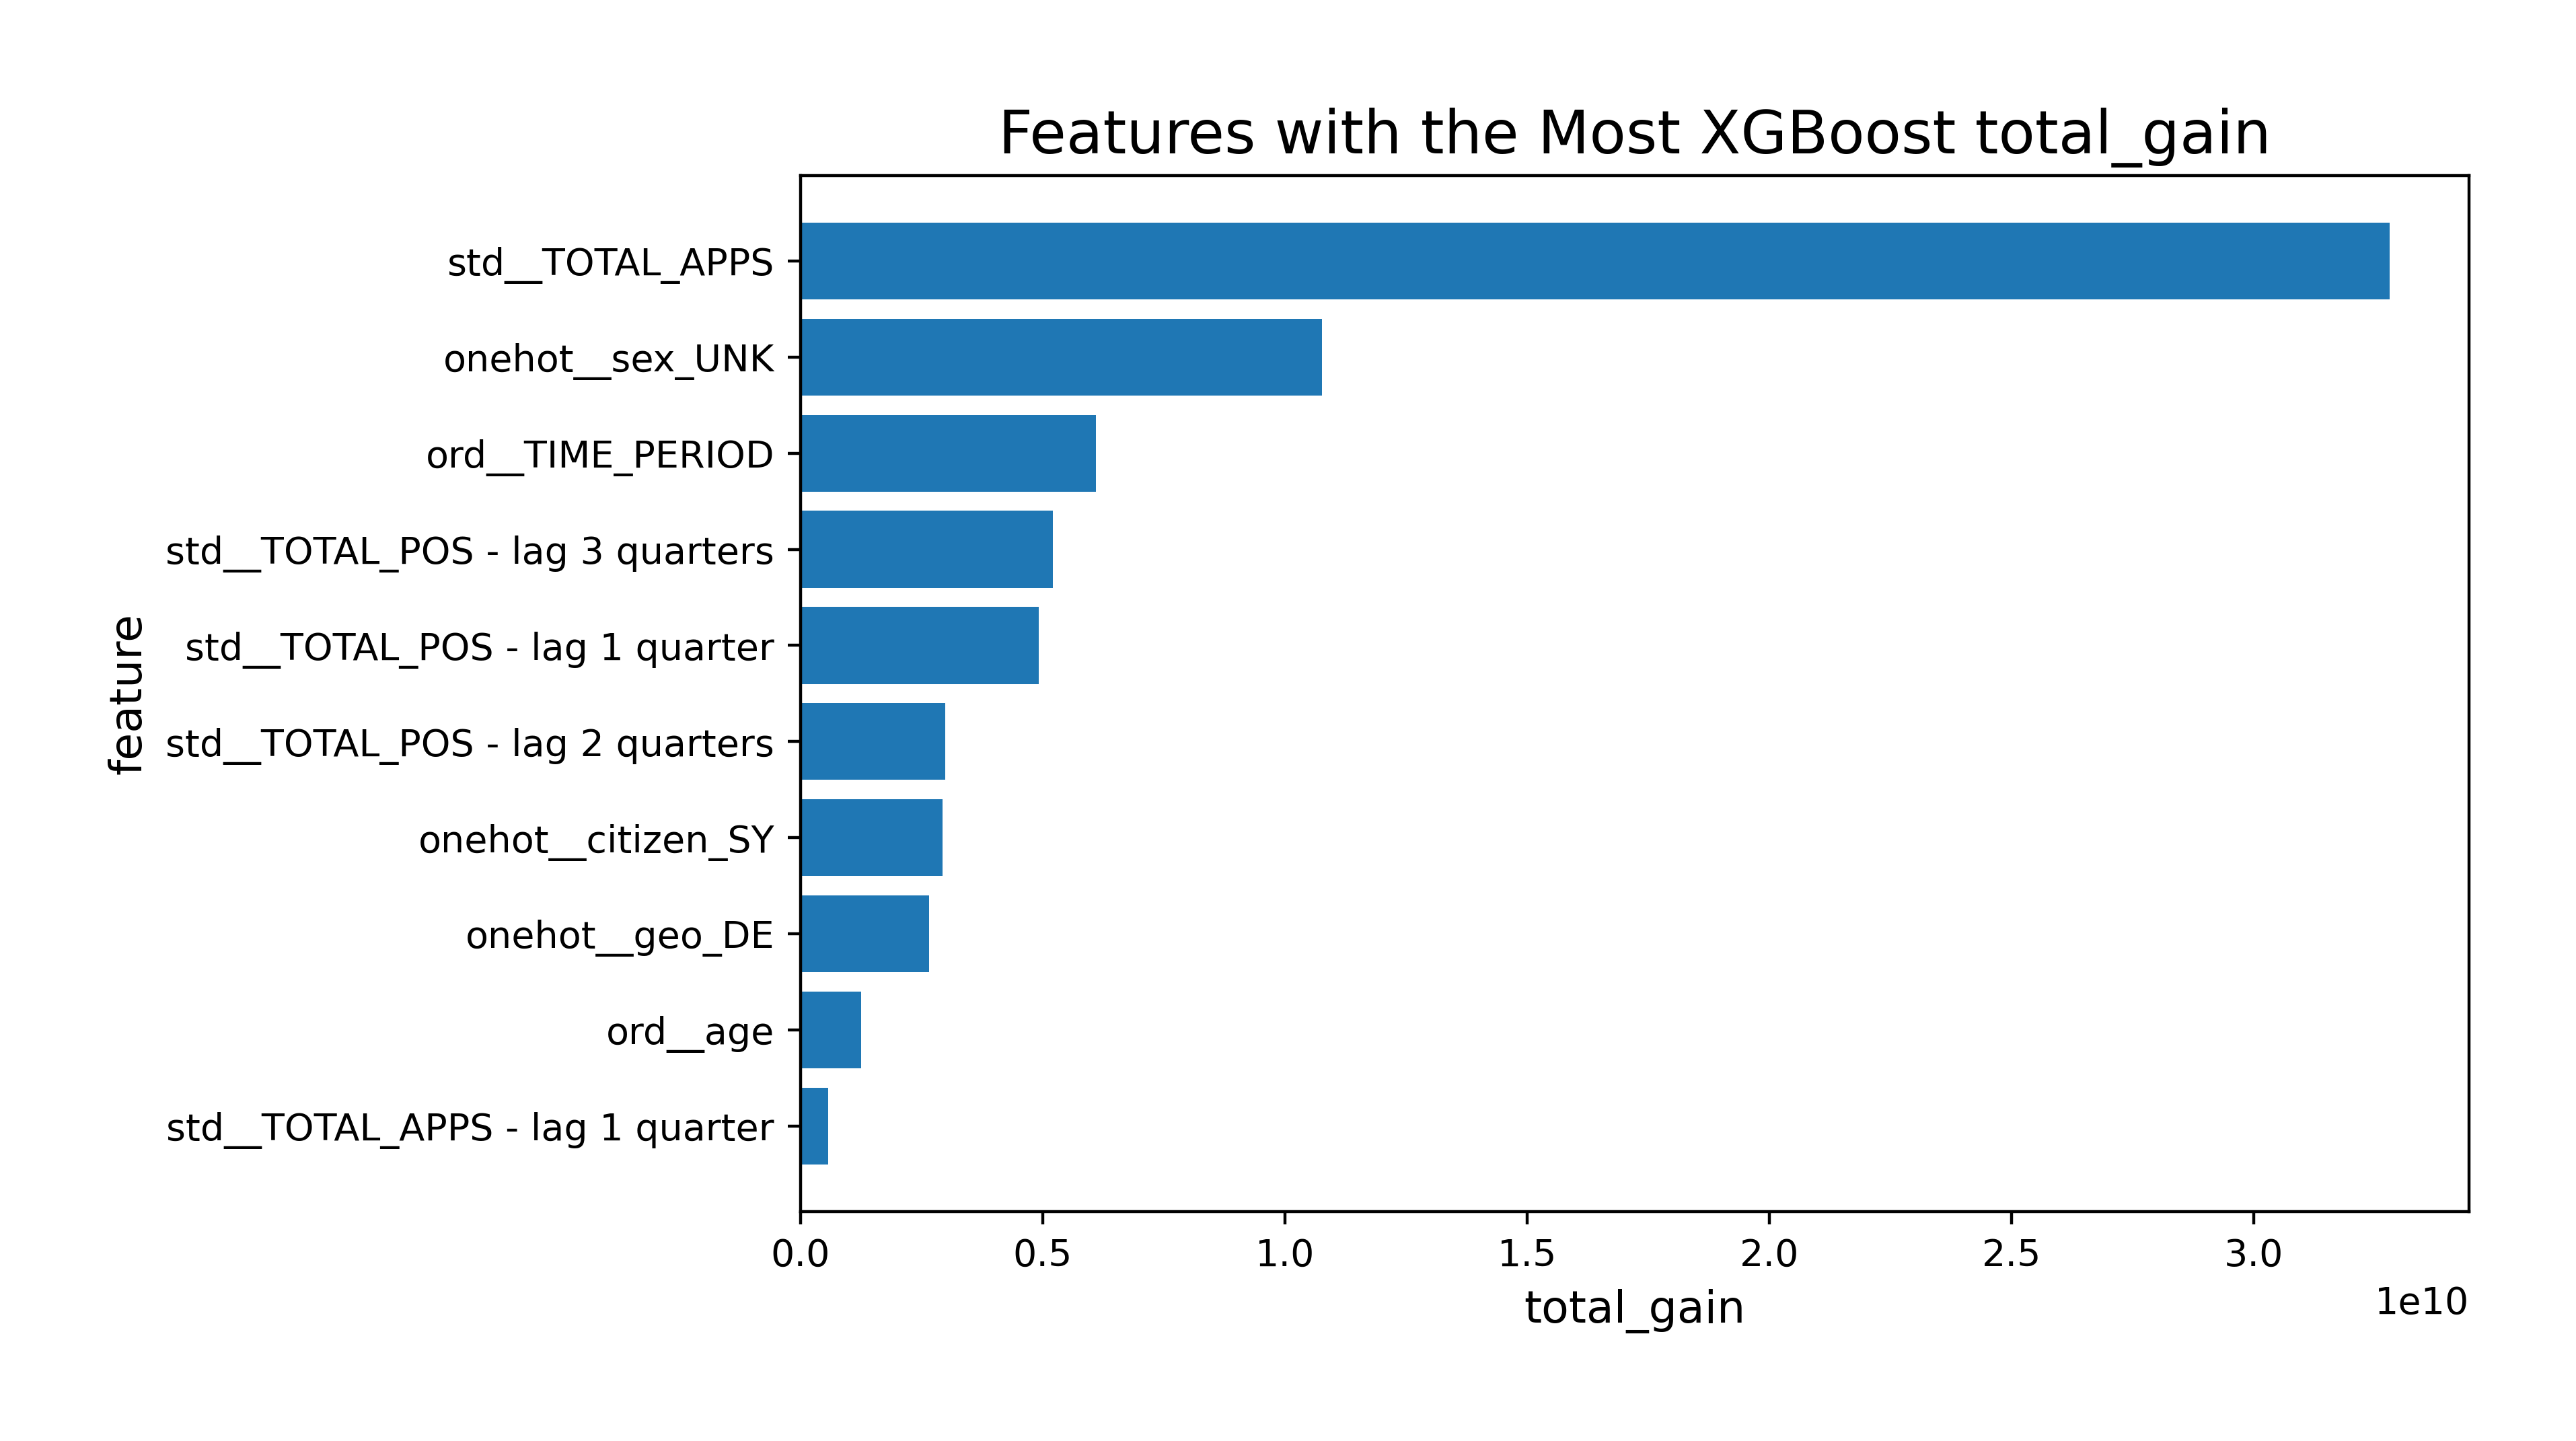 Features with the Most XGBoost total_gain
feature
std__TOTAL_APPS
onehot__sex_UNK
ord__TIME_PERIOD
std__TOTAL_POS - lag 3 quarters
std__TOTAL_POS - lag 1 quarter
std__TOTAL_POS - lag 2 quarters
onehot__citizen_SY
onehot__geo_DE
ord__age
std__TOTAL_APPS - lag 1 quarter
0.0 0.5 1.0 1.5 2.0 2.5 3.0
1e10
total_gain